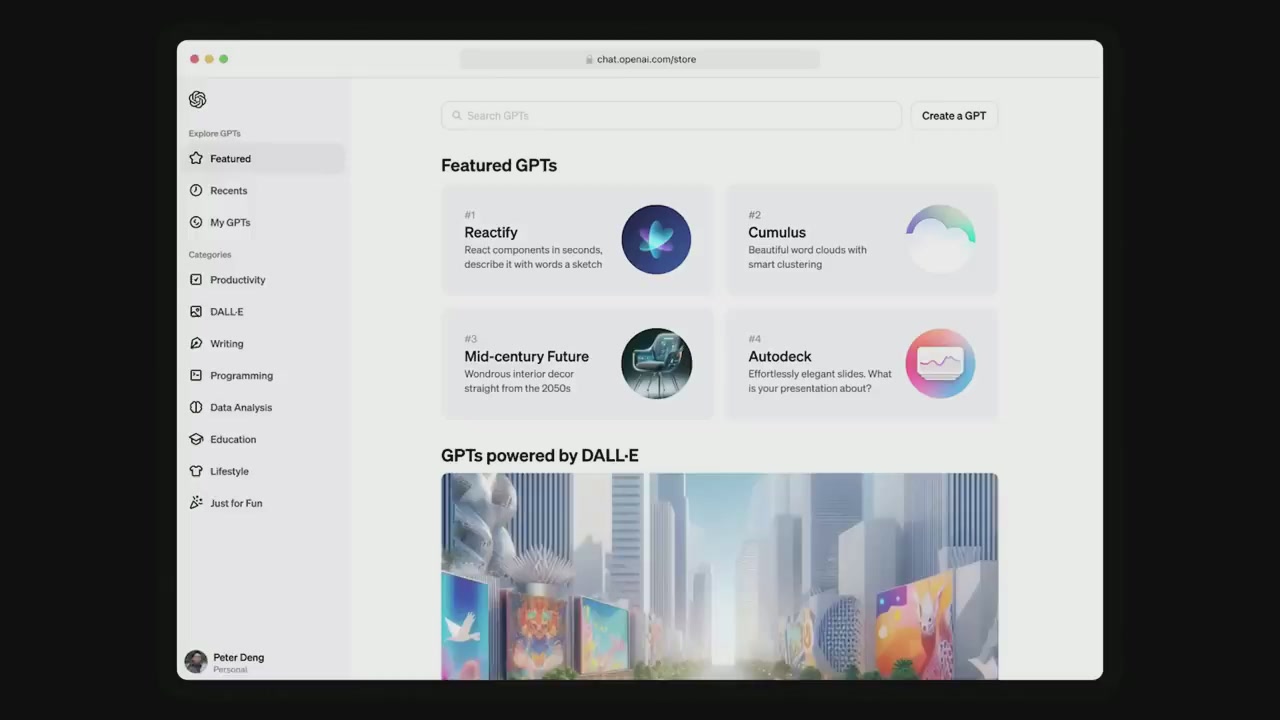 chat.openai.com/store
Explore GPTs
Featured
Recents
My GPTs
Categories
Productivity
DALL·E
Writing
Programming
Data Analysis
Education
Lifestyle
Just for Fun
Peter Deng
Personal
Search GPTs
Create a GPT
Featured GPTs
#1
Reactify
React components in seconds,
describe it with words a sketch
#2
Cumulus
Beautiful word clouds with
smart clustering
#3
Mid-century Future
Wondrous interior decor
straight from the 2050s
#4
Autodeck
Effortlessly elegant slides. What
is your presentation about?
GPTs powered by DALL·E